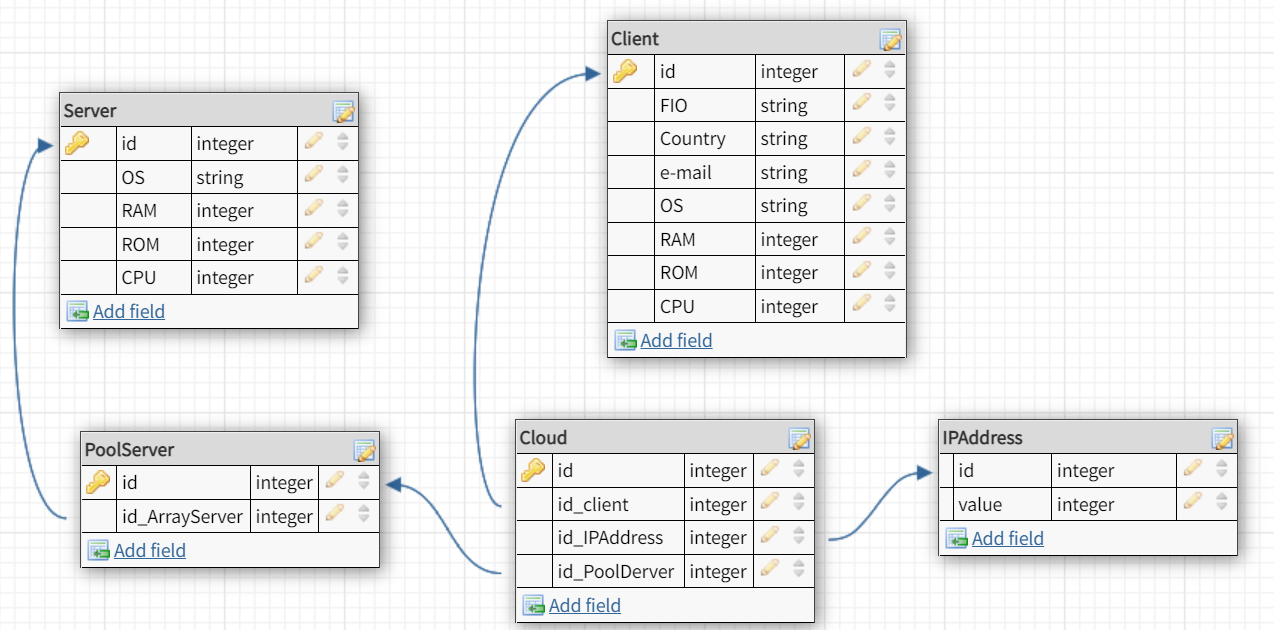 Client
id integer
FIO string
Country string
e-mail string
OS string
RAM integer
ROM integer
CPU integer
Add field
Server
id integer
OS string
RAM integer
ROM integer
CPU integer
Add field
PoolServer
id integer
id_ArrayServer integer
Add field
Cloud
id integer
id_client integer
id_IPAddress integer
id_PoolDerver integer
Add field
IPAddress
id integer
value integer
Add field